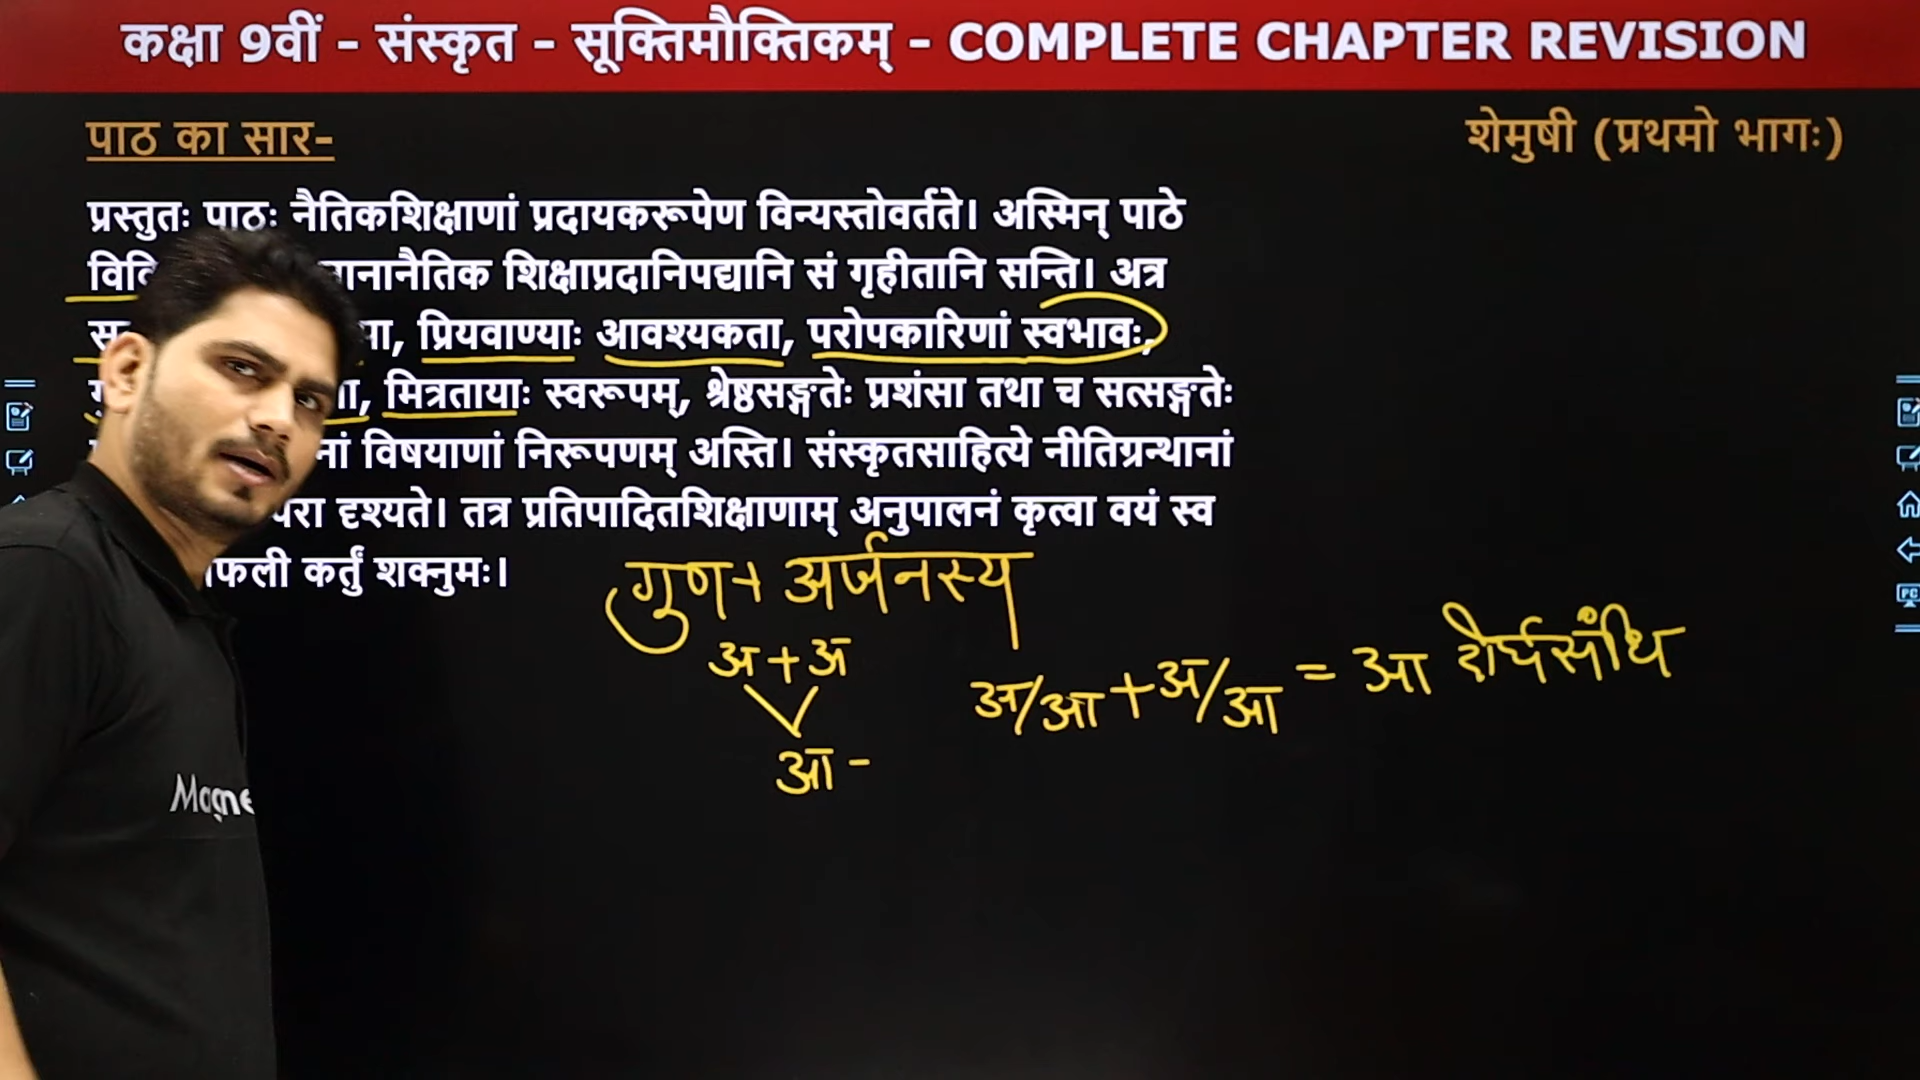 कक्षा 9वीं - संस्कृत - सूक्तिमौक्तिकम् - COMPLETE CHAPTER REVISION
पाठ का सार-
शेमुषी (प्रथमो भागः)
प्रस्तुतः पाठः नैतिकशिक्षाणां प्रदायकरूपेण विन्यस्तोवर्तते। अस्मिन् पाठे
शिक्षाप्रदानिपद्यानि सं गृहीतानि सन्ति। अत्र
प्रियवाण्याः आवश्यकता, परोपकारिणां स्वभावः,
मित्रतायाः स्वरूपम्, श्रेष्ठसङ्गतेः प्रशंसा तथा च सत्सङ्गतेः
विषयाणां निरूपणम् अस्ति। संस्कृतसाहित्ये नीतिग्रन्थानां
दृश्यते। तत्र प्रतिपादितशिक्षाणाम् अनुपालनं कृत्वा वयं स्व
कर्तुं शक्नुमः।
गुण + अर्जनस्य
अ + अ
आ -
अ/आ + अ/आ = आ दीर्घसंधि
Magne